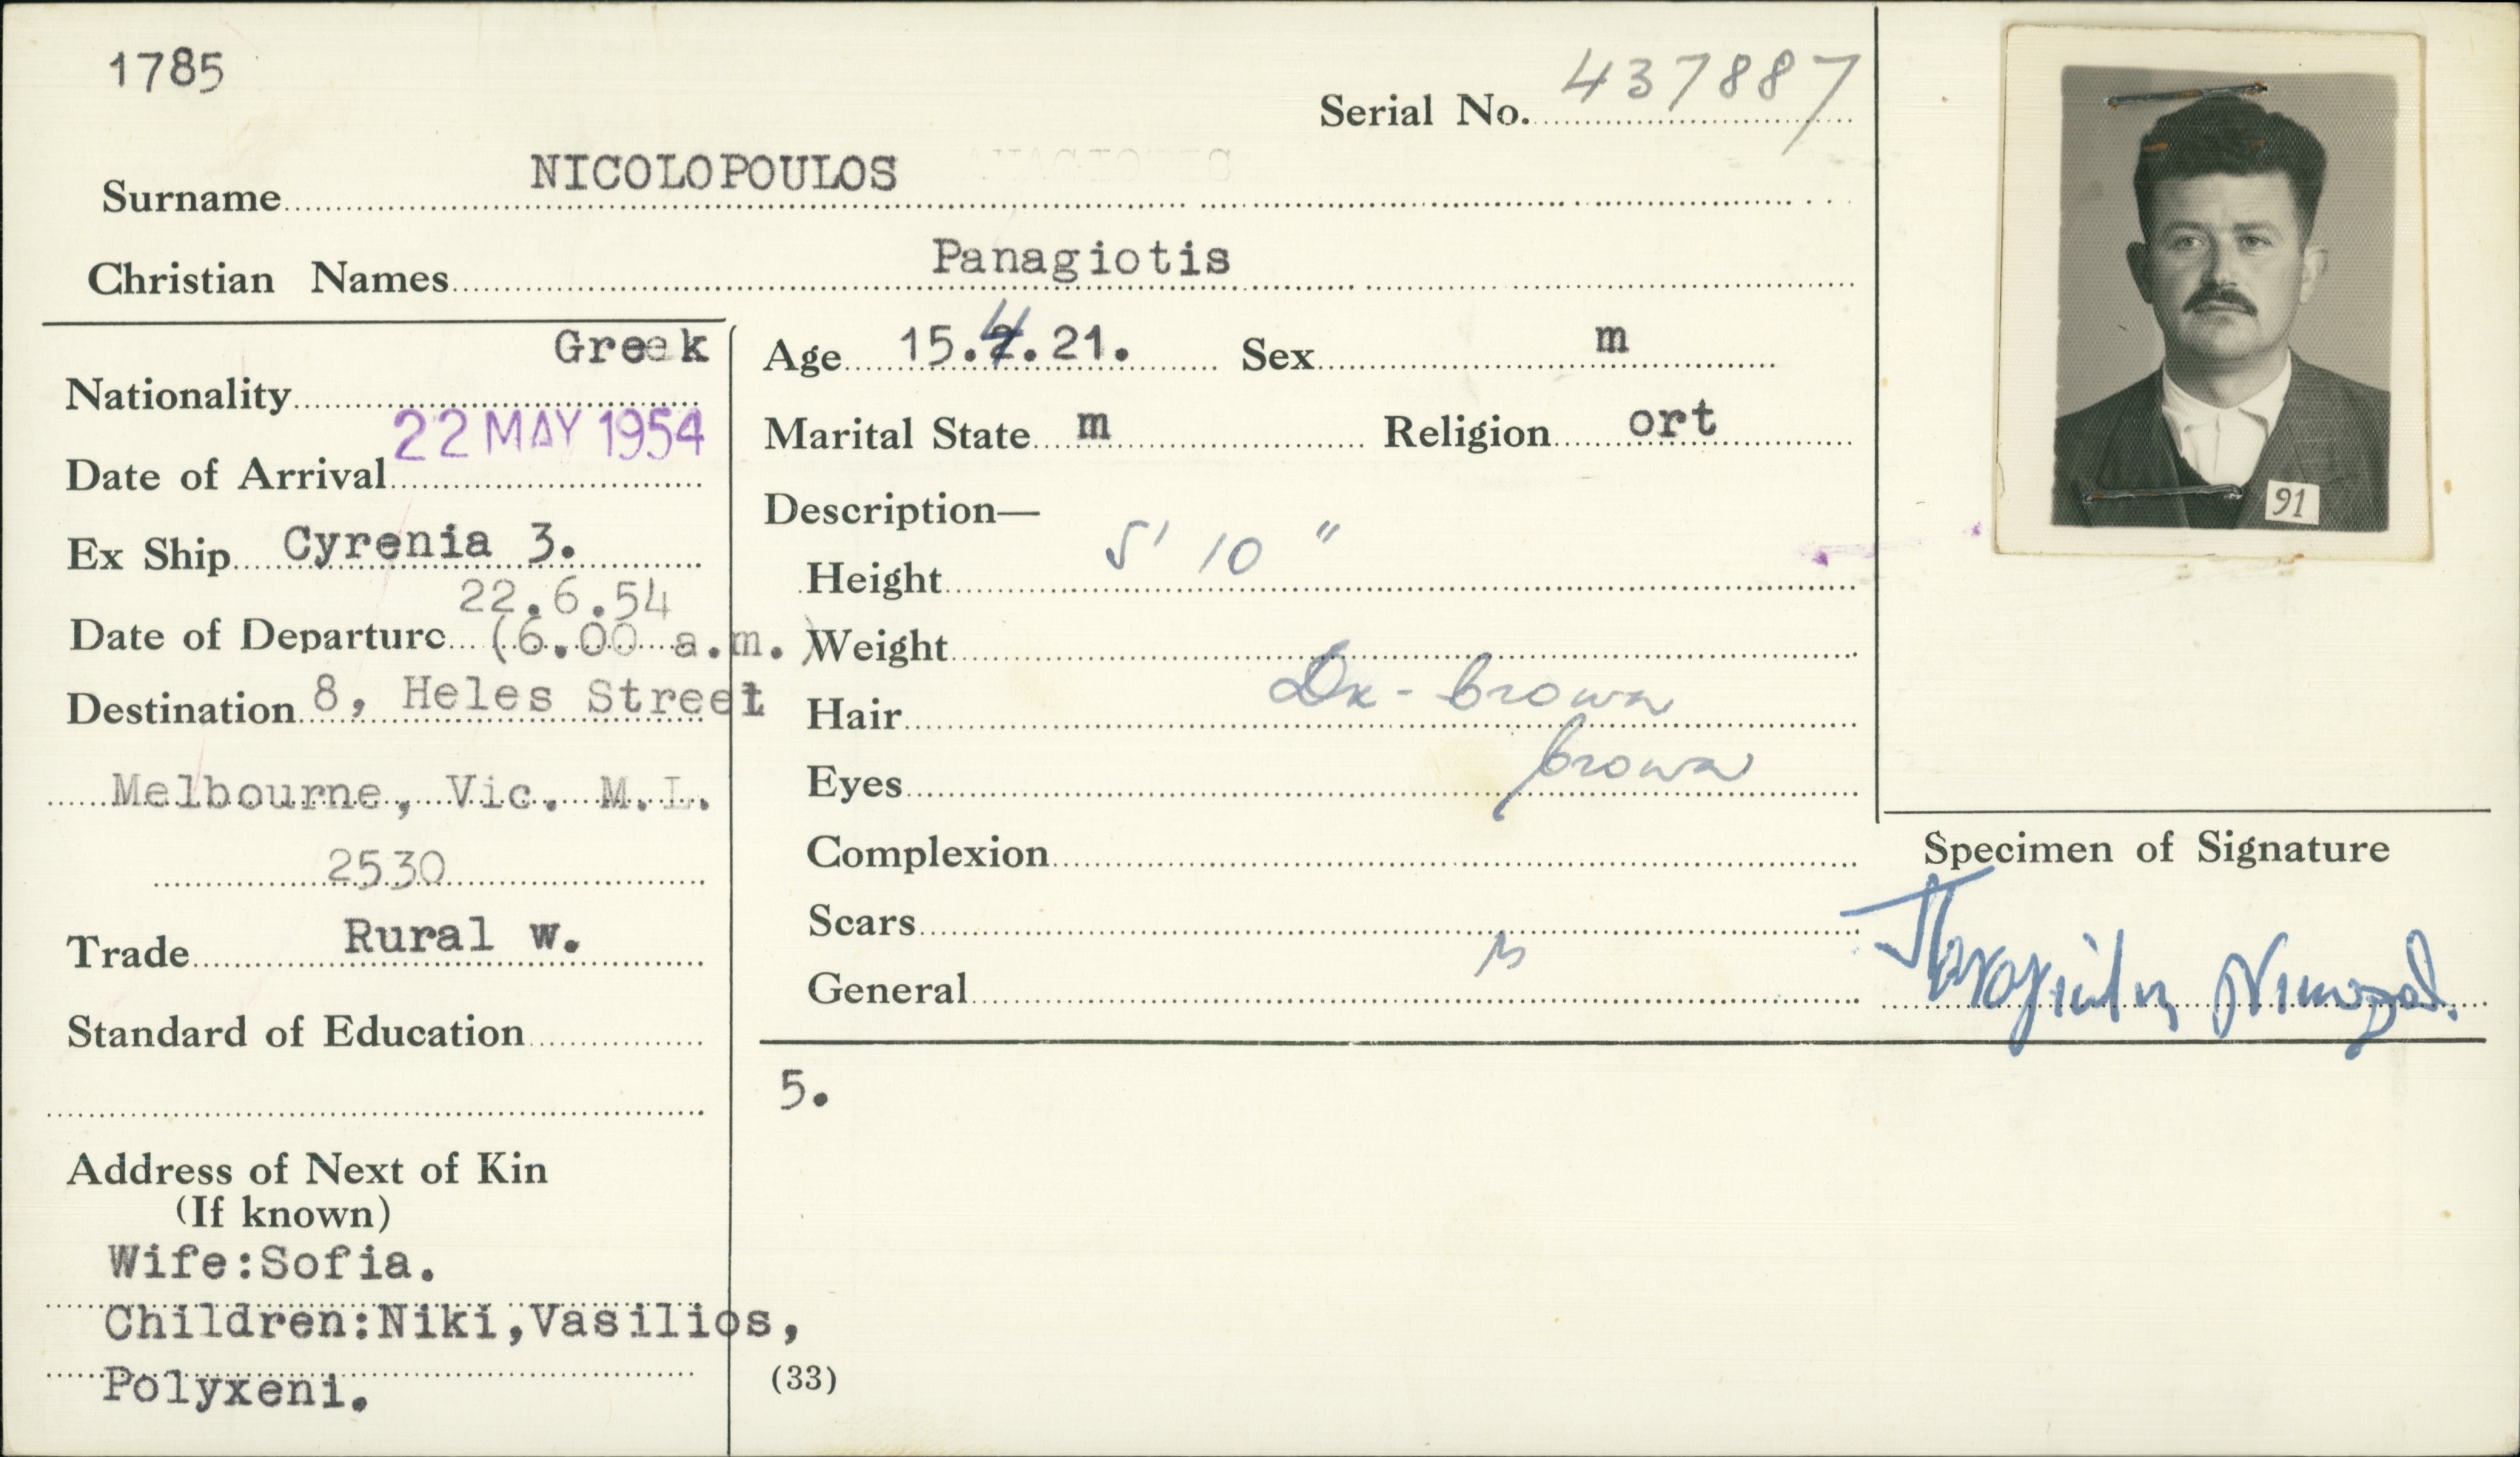 1785
Serial No. 437887
Surname NICOLOPOULOS
Christian Names Panagiotis
Nationality Greek
Date of Arrival 22 MAY 1954
Ex Ship Cyrenia 3.
Date of Departure 22.6.54
(6.00 a.m.)
Destination 8, Heles Street
Melbourne, Vic. M.L.
2530
Trade Rural w.
Standard of Education
Address of Next of Kin
(If known)
Wife:Sofia.
Children:Niki,Vasilios,
Polyxeni.
Age 15.4.21. Sex m
Marital State m Religion ort
Description—
Height 5' 10"
Weight
Hair Dk - brown
Eyes brown
Complexion
Scars
General
5.
(33)
91
Specimen of Signature